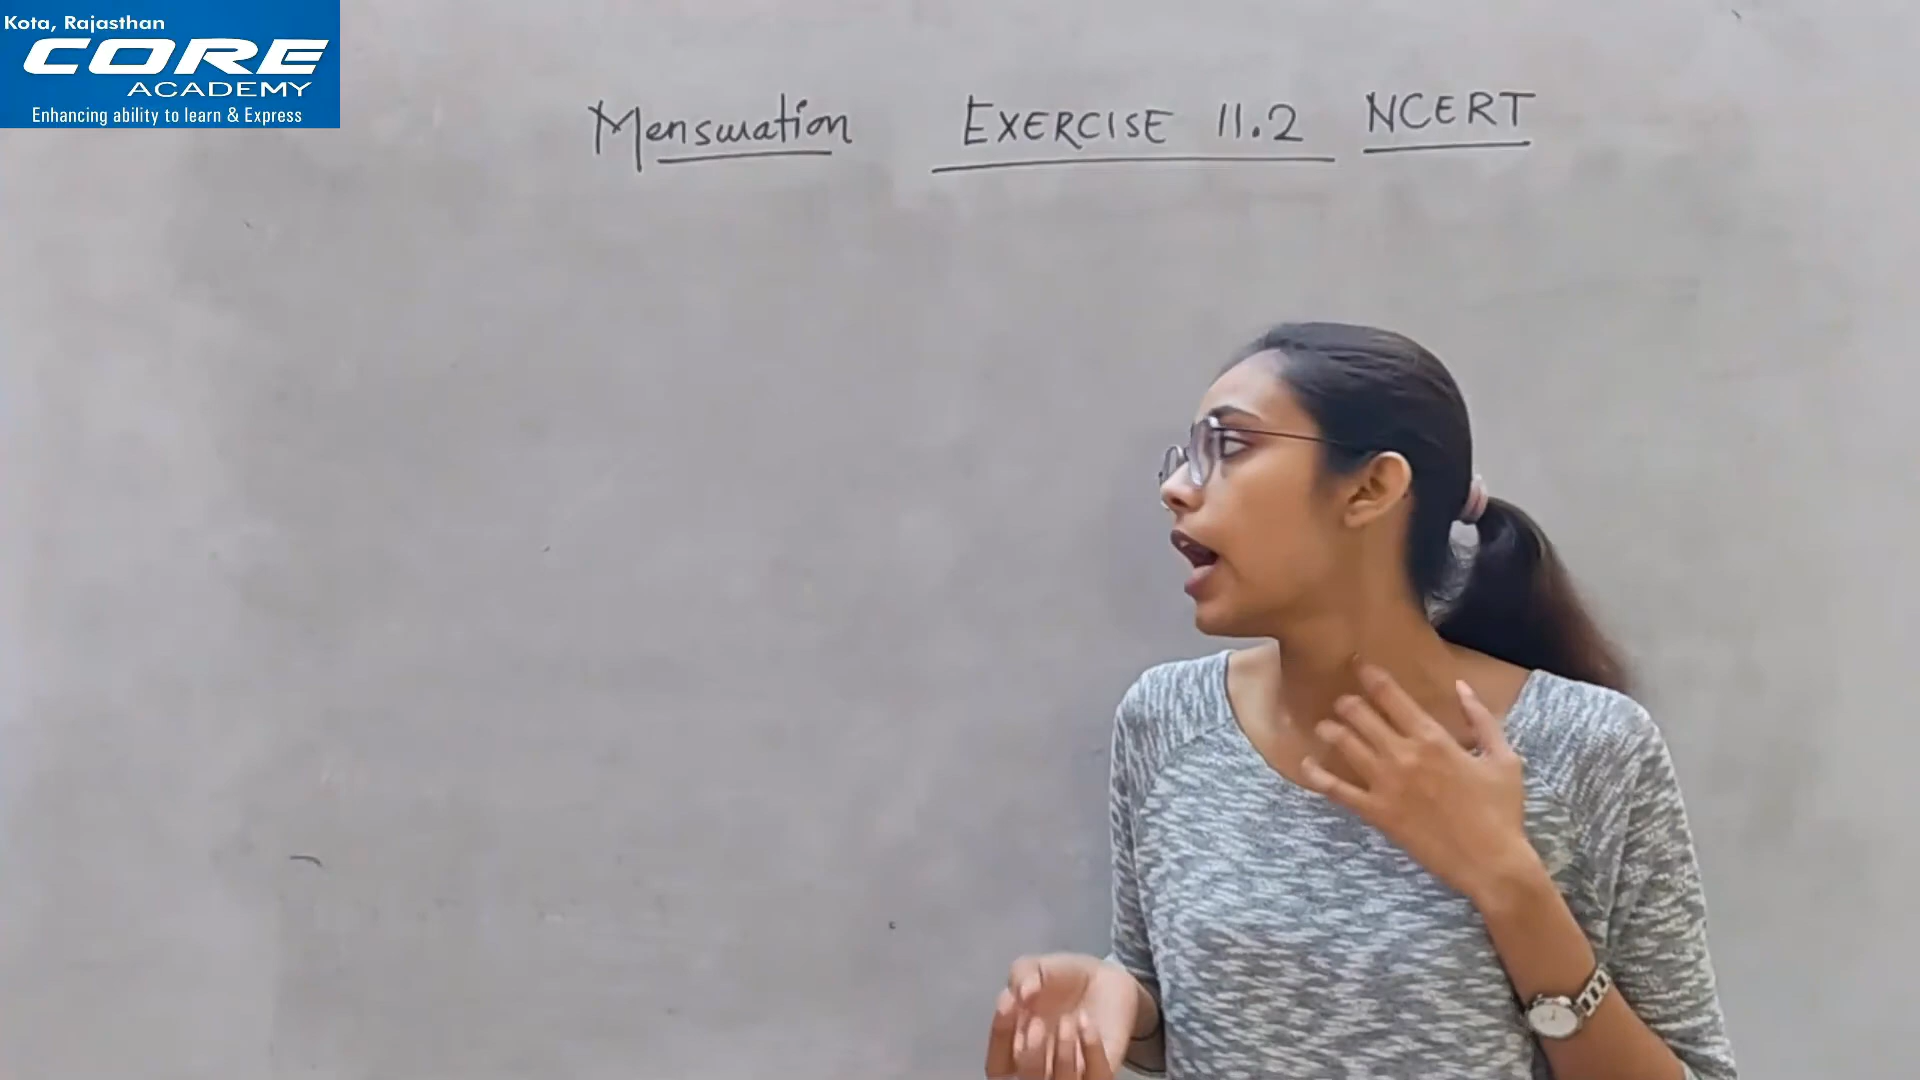 Kota, Rajasthan
CORE
ACADEMY
Enhancing ability to learn & Express
Mensuration EXERCISE 11.2 NCERT